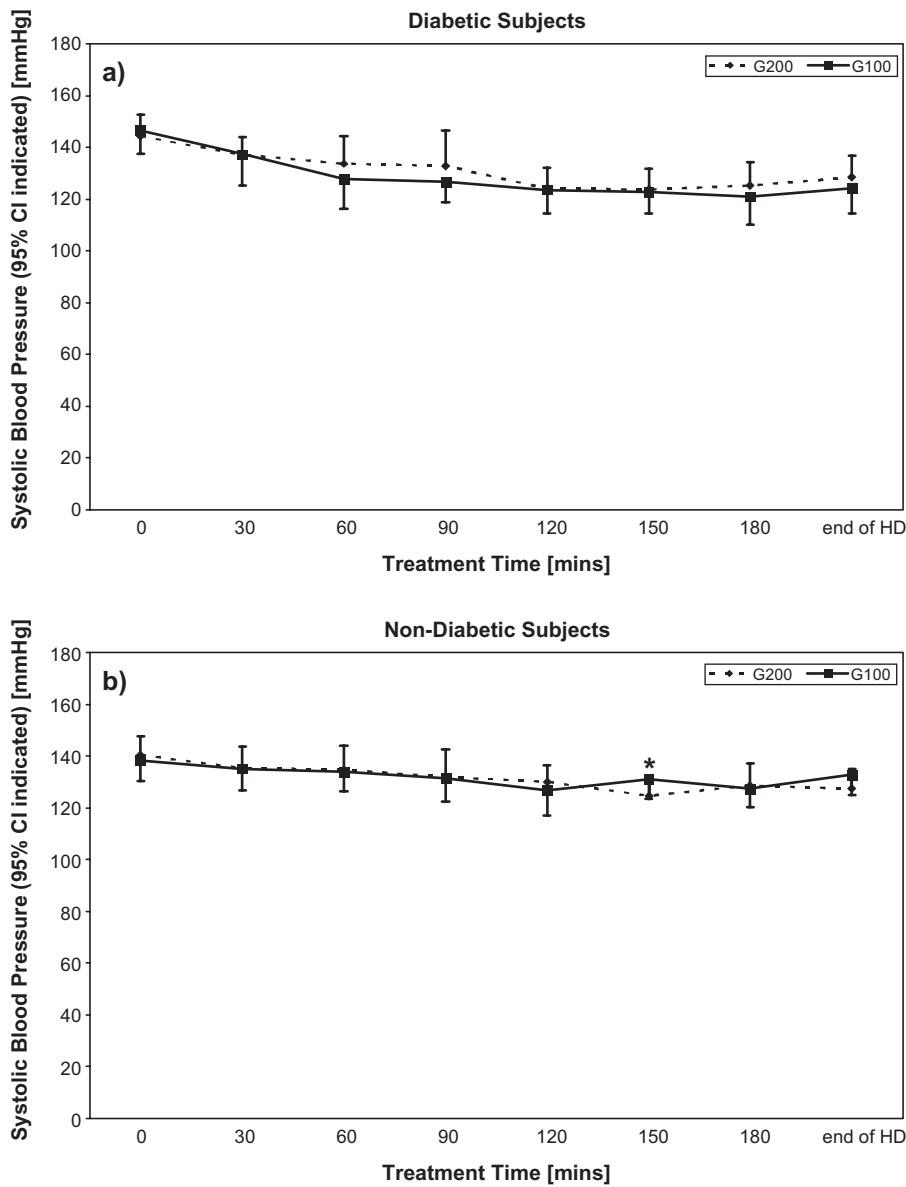 Diabetic Subjects
a)
G200 G100
Systolic Blood Pressure (95% CI indicated) [mmHg]
180
160
140
120
100
80
60
40
20
0
0 30 60 90 120 150 180 end of HD
Treatment Time [mins]
Non-Diabetic Subjects
b)
G200 G100
Systolic Blood Pressure (95% CI indicated) [mmHg]
180
160
140
120
100
80
60
40
20
0
*
0 30 60 90 120 150 180 end of HD
Treatment Time [mins]